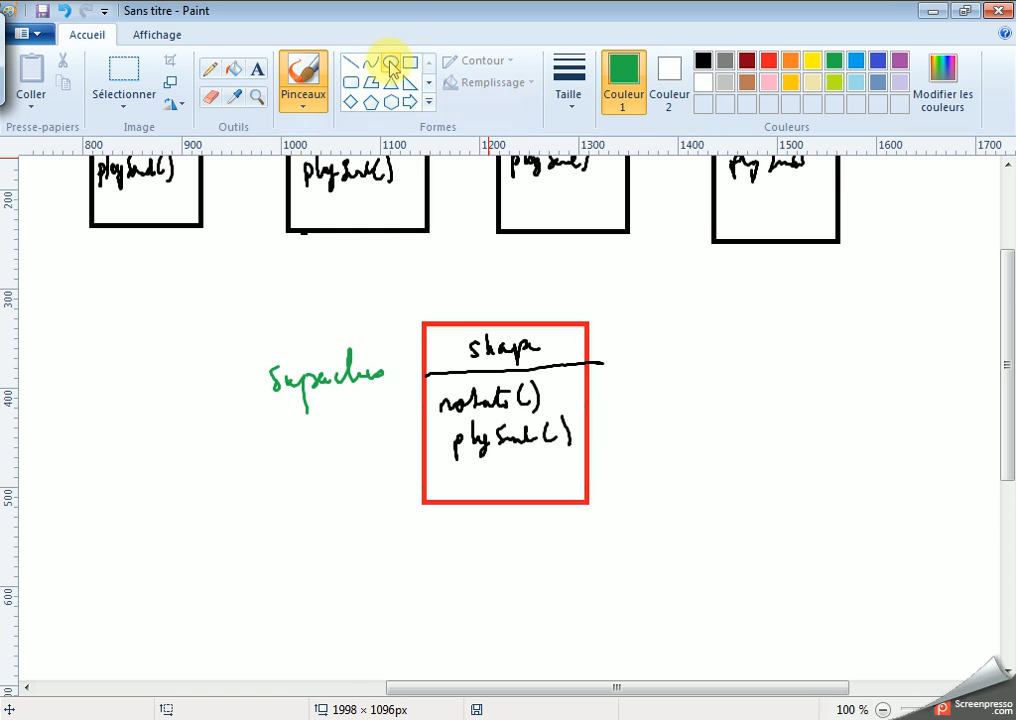 Sans titre - Paint
Accueil
Affichage
Coller
Sélectionner
Pinceaux
Contour
Remplissage
Taille
Couleur
1
Couleur
2
Modifier les
couleurs
Presse-papiers
Image
Outils
Formes
Couleurs
800
900
1000
1100
1200
1300
1400
1500
1600
1700
200
300
400
500
600
playSound()
playSound()
playSound()
shape
superclass
rotate()
playSound()
1998 × 1096px
100 %
Screenpresso
.com